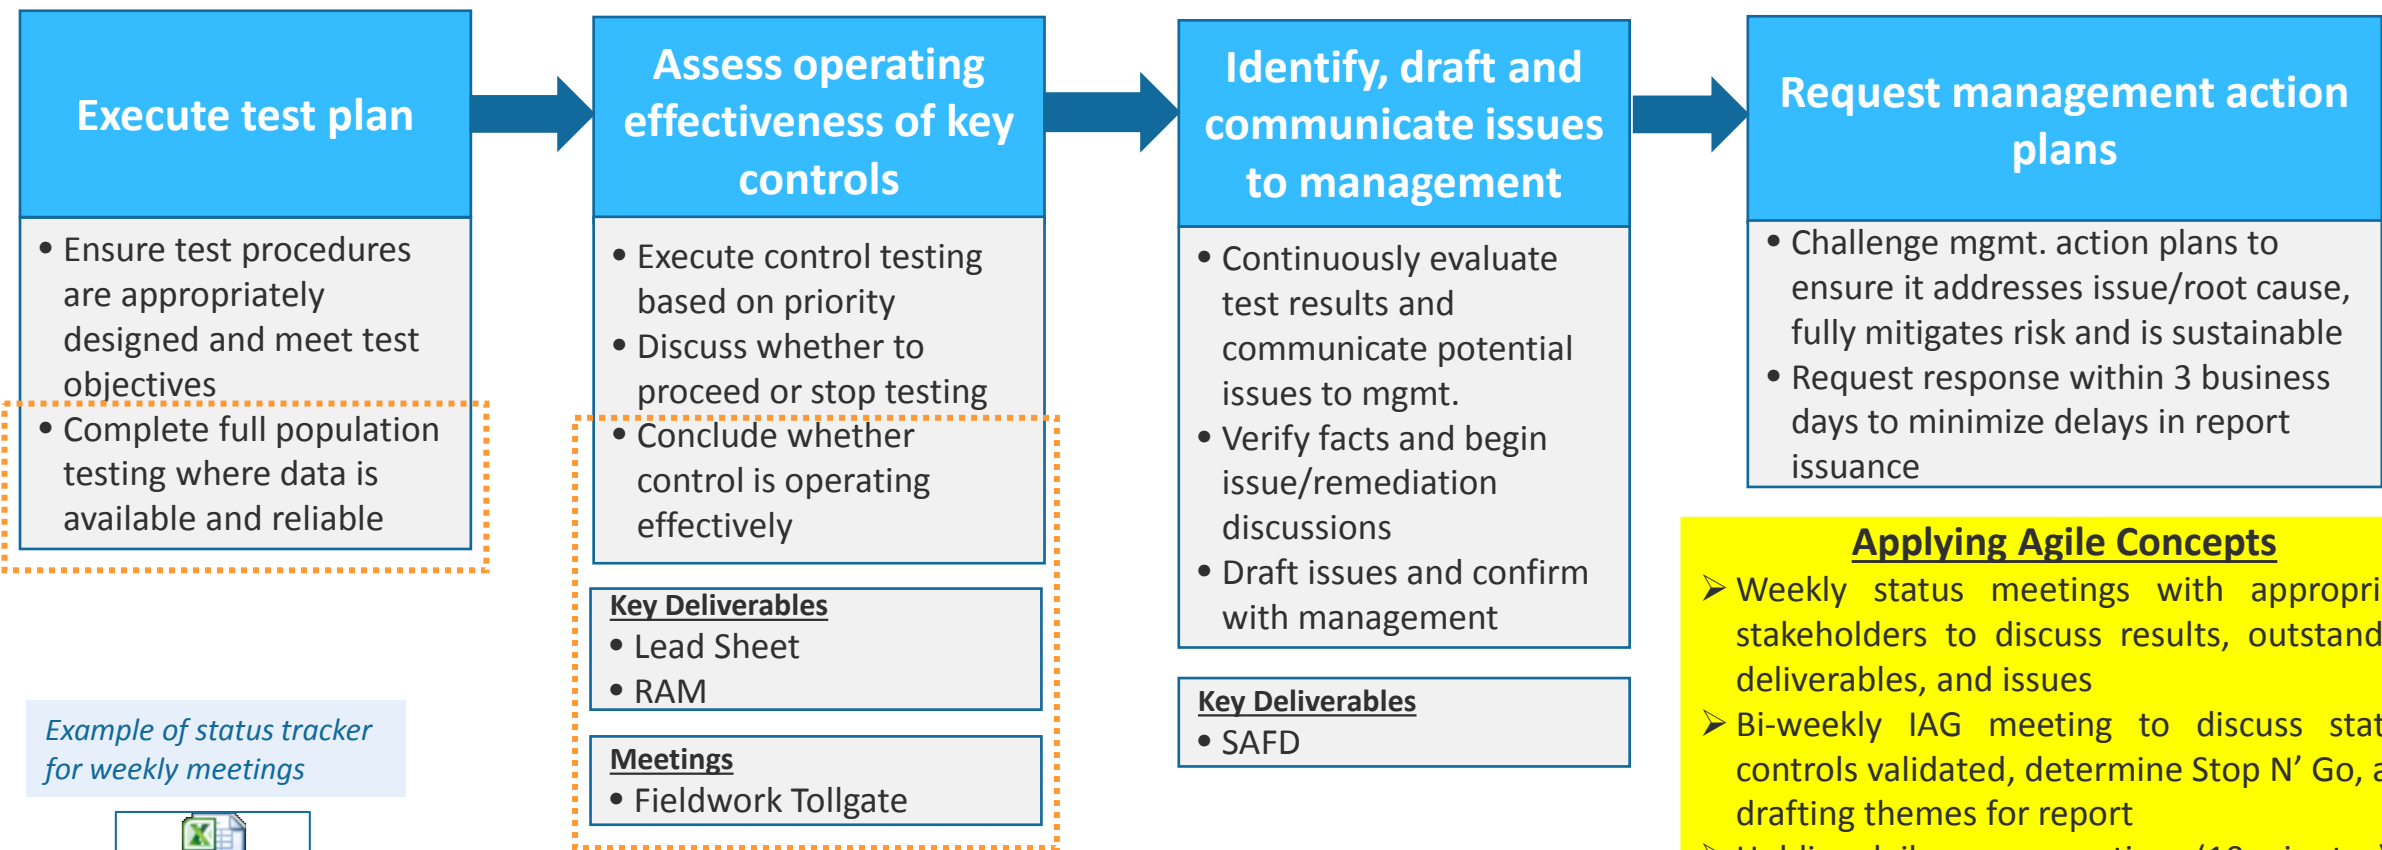 Execute test plan
• Ensure test procedures
are appropriately
designed and meet test
objectives
• Complete full population
testing where data is
available and reliable
Assess operating
effectiveness of key
controls
• Execute control testing
based on priority
• Discuss whether to
proceed or stop testing
• Conclude whether
control is operating
effectively
Key Deliverables
• Lead Sheet
• RAM
Meetings
• Fieldwork Tollgate
Identify, draft and
communicate issues
to management
• Continuously evaluate
test results and
communicate potential
issues to mgmt.
• Verify facts and begin
issue/remediation
discussions
• Draft issues and confirm
with management
Key Deliverables
• SAFD
Request management action
plans
• Challenge mgmt. action plans to
ensure it addresses issue/root cause,
fully mitigates risk and is sustainable
• Request response within 3 business
days to minimize delays in report
issuance
Applying Agile Concepts
➢ Weekly status meetings with appropri
stakeholders to discuss results, outstand
deliverables, and issues
➢ Bi-weekly IAG meeting to discuss stat
controls validated, determine Stop N’ Go, a
drafting themes for report
Example of status tracker
for weekly meetings